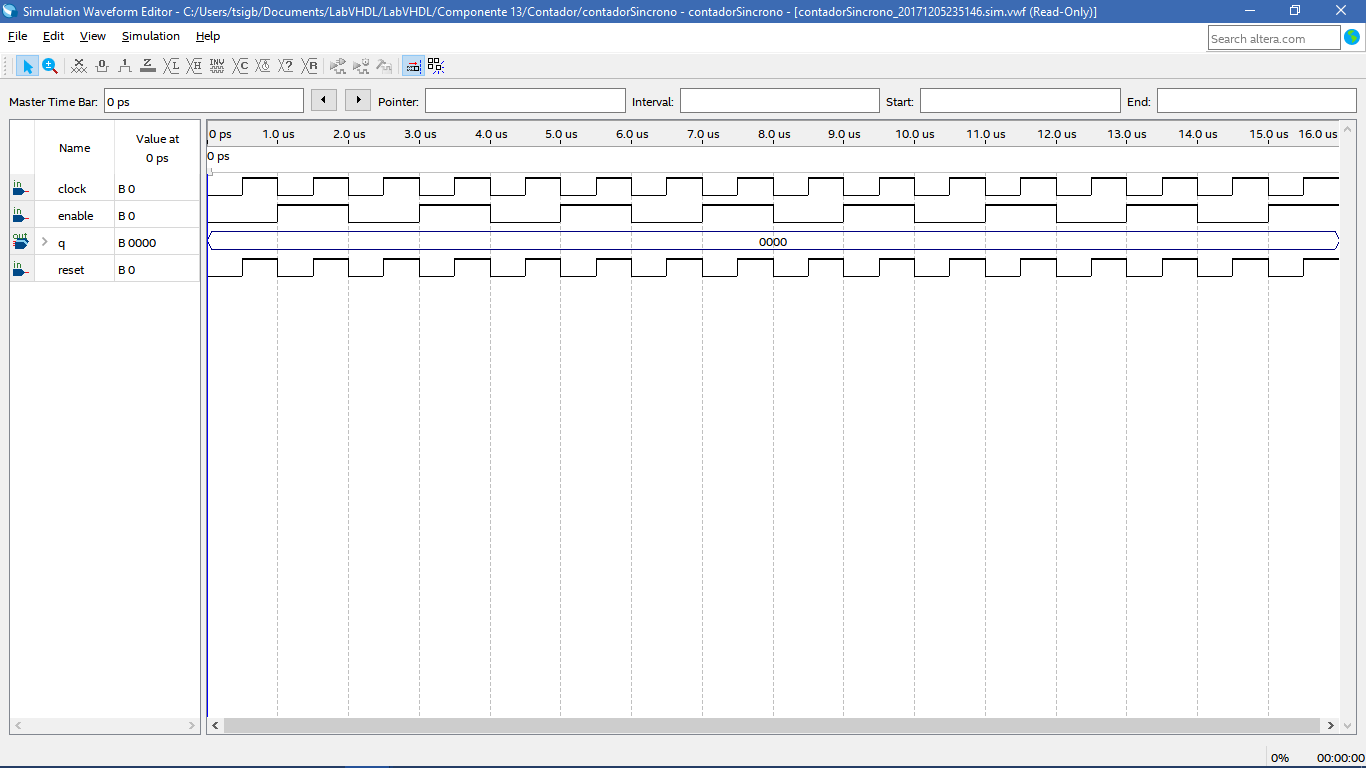 Simulation Waveform Editor - C:/Users/tsigb/Documents/LabVHDL/LabVHDL/Componente 13/Contador/contadorSincrono - contadorSincrono - [contadorSincrono_20171205235146.sim.vwf (Read-Only)]
File Edit View Simulation Help
Search altera.com
Master Time Bar: 0 ps Pointer: Interval: Start: End:
Name Value at 0 ps
0 ps 1.0 us 2.0 us 3.0 us 4.0 us 5.0 us 6.0 us 7.0 us 8.0 us 9.0 us 10.0 us 11.0 us 12.0 us 13.0 us 14.0 us 15.0 us 16.0 us
0 ps
in clock B 0
in enable B 0
out q B 0000 0000
in reset B 0
0% 00:00:00